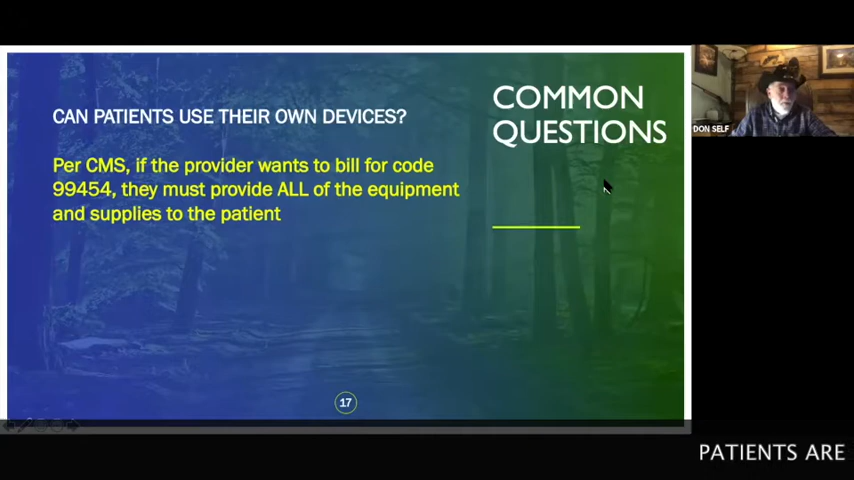 COMMON
QUESTIONS
CAN PATIENTS USE THEIR OWN DEVICES?
Per CMS, if the provider wants to bill for code
99454, they must provide ALL of the equipment
and supplies to the patient
17
DON SELF
PATIENTS ARE